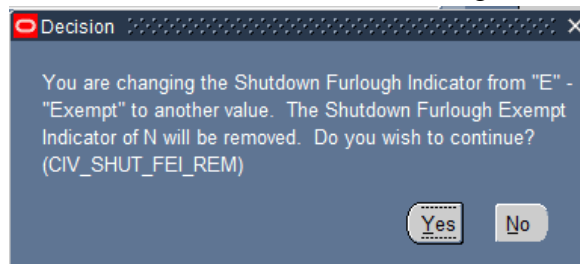 Decision
You are changing the Shutdown Furlough Indicator from "E" -
"Exempt" to another value.  The Shutdown Furlough Exempt
Indicator of N will be removed.  Do you wish to continue?
(CIV_SHUT_FEI_REM)
Yes No